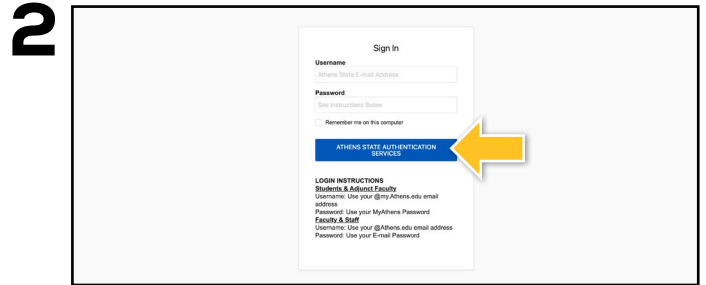 2
Sign In
Username
Athens State E-mail Address
Password
See Instructions Below
Remember me on this computer
ATHENS STATE AUTHENTICATION
SERVICES
LOGIN INSTRUCTIONS
Students & Adjunct Faculty
Username: Use your @my.Athens.edu email
address
Password: Use your MyAthens Password
Faculty & Staff
Username: Use your @Athens.edu email address
Password: Use your E-mail Password